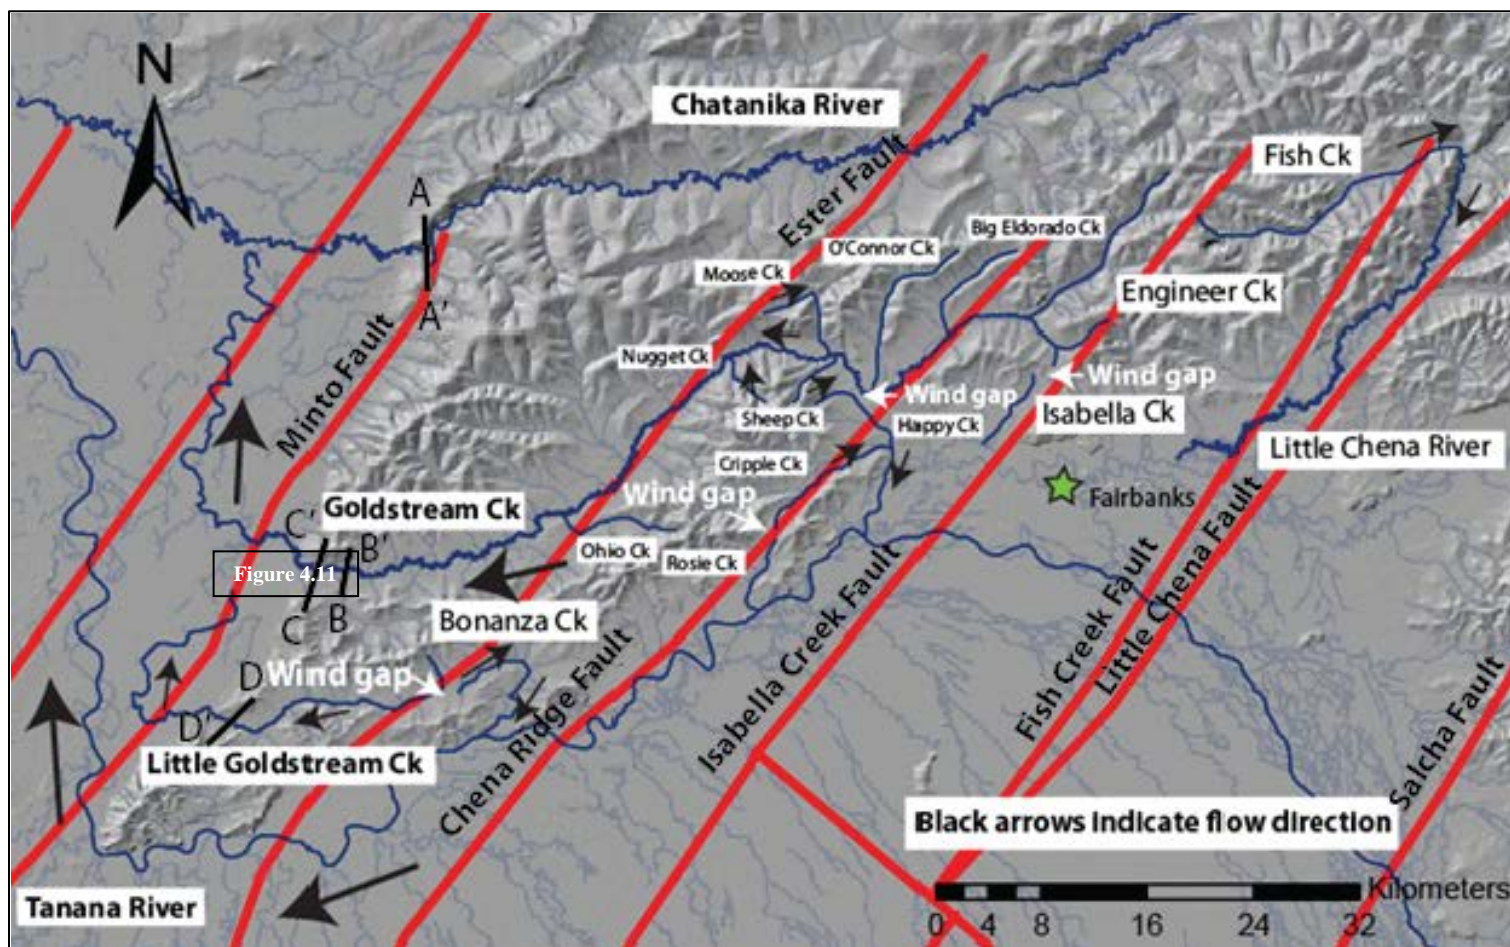 N
Chatanika River
A
A'
Ester Fault
Fish Ck
Big Eldorado Ck
O'Connor Ck
Moose Ck
Engineer Ck
Minto Fault
Nugget Ck
Wind gap
Wind gap
Isabella Ck
Sheep Ck
Happy Ck
Cripple Ck
Little Chena River
Wind gap
Fairbanks
Goldstream Ck
C'
B'
Ohio Ck
Rosie Ck
Figure 4.11
C
B
Bonanza Ck
Wind gap
D
D'
Little Goldstream Ck
Chena Ridge Fault
Isabella Creek Fault
Fish Creek Fault
Little Chena Fault
Salcha Fault
Black arrows indicate flow direction
Tanana River
Kilometers
0 4 8 16 24 32